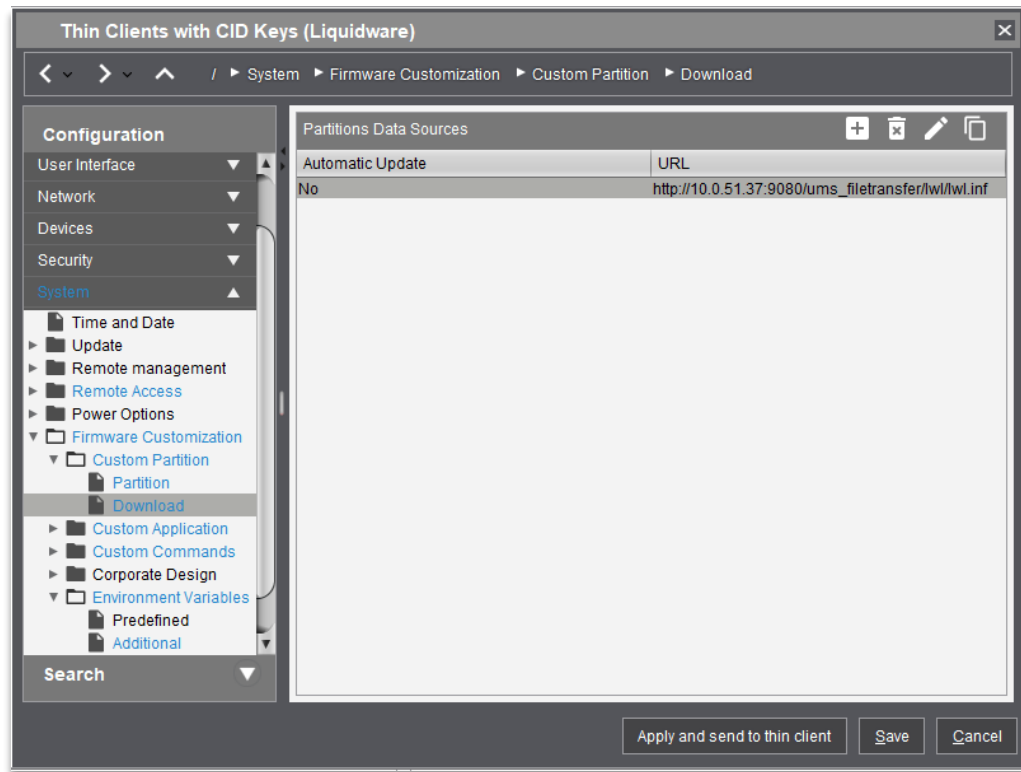 Thin Clients with CID Keys (Liquidware)
/ System Firmware Customization Custom Partition Download
Configuration
User Interface
Network
Devices
Security
System
Time and Date
Update
Remote management
Remote Access
Power Options
Firmware Customization
Custom Partition
Partition
Download
Custom Application
Custom Commands
Corporate Design
Environment Variables
Predefined
Additional
Search
Partitions Data Sources
Automatic Update URL
No http://10.0.51.37:9080/ums_filetransfer/lwl/lwl.inf
Apply and send to thin client Save Cancel